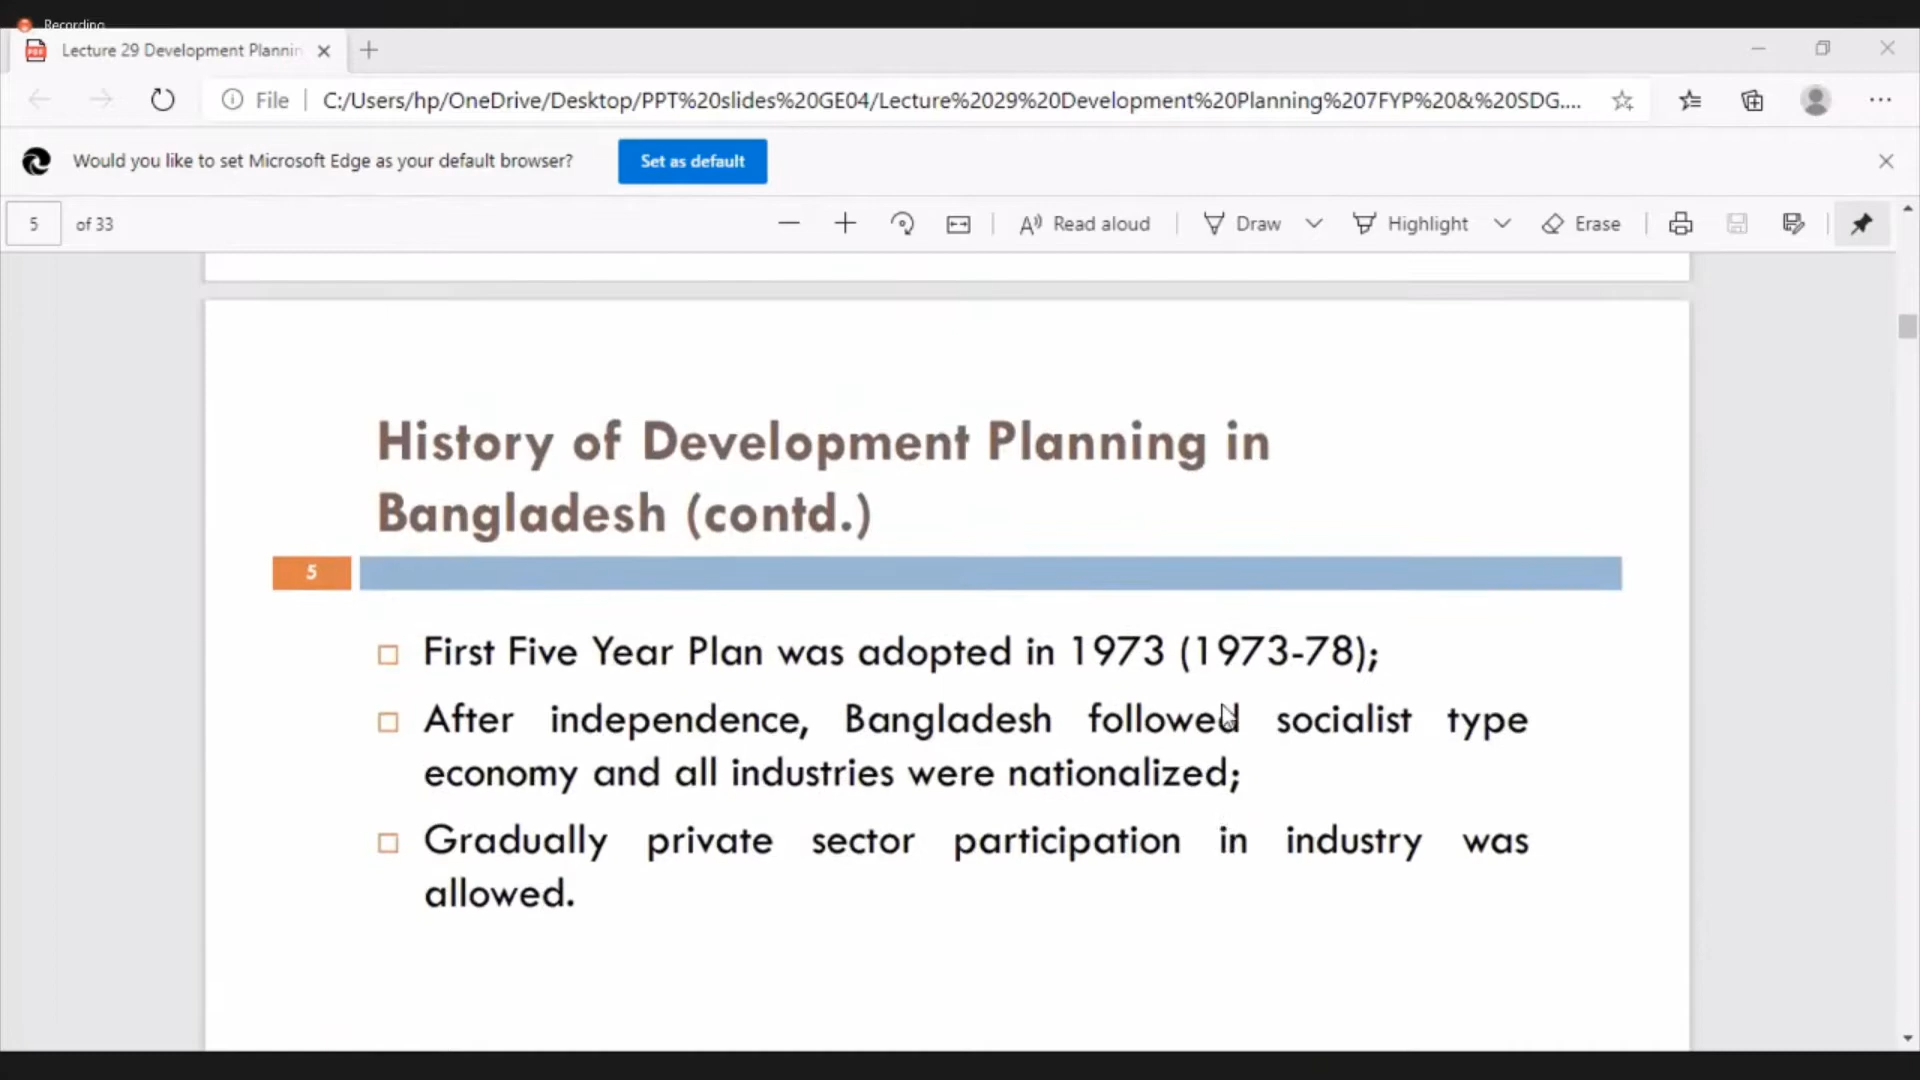 Recording
Lecture 29 Development Plannin
File
C:/Users/hp/OneDrive/Desktop/PPT%20slides%20GE04/Lecture%2029%20Development%20Planning%207FYP%20&%20SDG....
Would you like to set Microsoft Edge as your default browser?
Set as default
5 of 33
Read aloud
Draw
Highlight
Erase
History of Development Planning in
Bangladesh (contd.)
5
First Five Year Plan was adopted in 1973 (1973-78);
After independence, Bangladesh followed socialist type
economy and all industries were nationalized;
Gradually private sector participation in industry was
allowed.